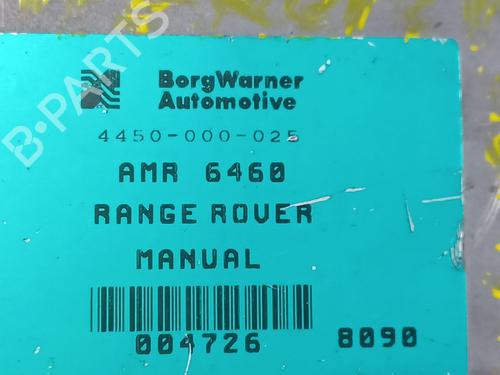 B-PARTS
BorgWarner
Automotive
4450-000-025
AMR 6460
RANGE ROVER
MANUAL
004726 8090